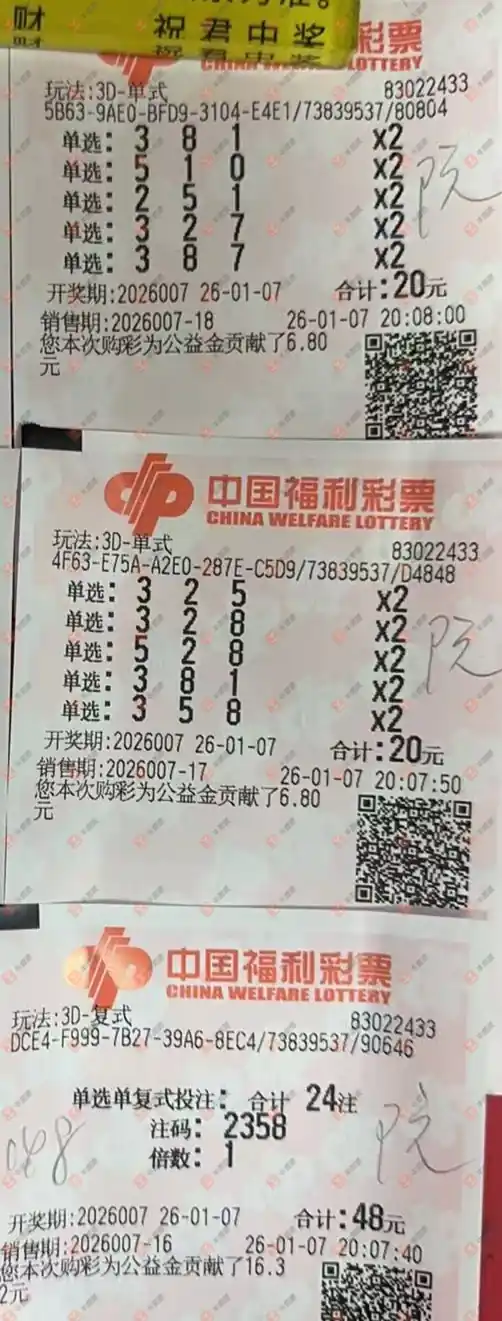 财
祝君中奖
彩票
CHINA WELFARE LOTTERY
玩法:3D-单式 83022433
5B63-9AE0-BFD9-3104-E4E1/73839537/80804
单选: 3 8 1 x2
单选: 5 1 0 x2
单选: 2 5 1 x2
单选: 3 2 7 x2
单选: 3 8 7 x2
开奖期:2026007 26-01-07 合计:20元
销售期:2026007-18 26-01-07 20:08:00
您本次购彩为公益金贡献了6.80
元
院
中国福利彩票
CHINA WELFARE LOTTERY
玩法:3D-单式 83022433
4F63-E75A-A2E0-287E-C5D9/73839537/D4848
单选: 3 2 5 x2
单选: 3 2 8 x2
单选: 5 2 8 x2
单选: 3 8 1 x2
单选: 3 5 8 x2
开奖期:2026007 26-01-07 合计:20元
销售期:2026007-17 26-01-07 20:07:50
您本次购彩为公益金贡献了6.80
元
院
中国福利彩票
CHINA WELFARE LOTTERY
玩法:3D-复式 83022433
DCE4-F999-7B27-39A6-8EC4/73839537/90646
单选单复式投注: 合计 24注
注码: 2358
倍数: 1
院
开奖期:2026007 26-01-07 合计:48元
销售期:2026007-16 26-01-07 20:07:40
您本次购彩为公益金贡献了16.3
2元